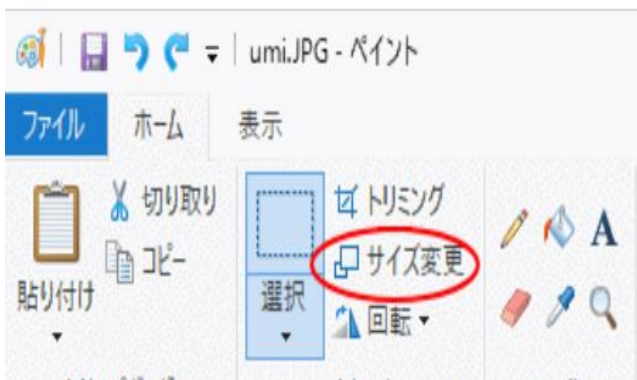 umi.JPG - ペイント
ファイル ホーム 表示
切り取り
コピー
貼り付け
選択
トリミング
サイズ変更
回転
A